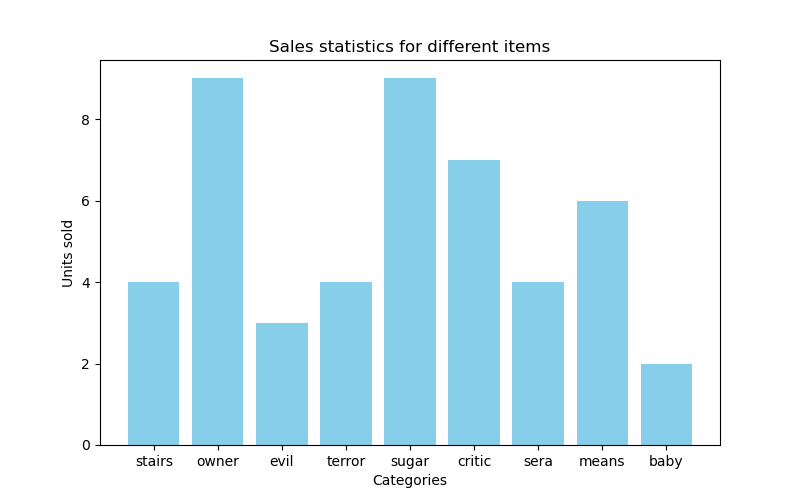 Sales statistics for different items
Units sold
8
6
4
2
0
stairs owner evil terror sugar critic sera means baby
Categories